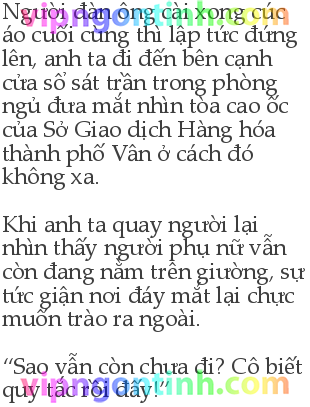 Người đàn ông cài xong cúc
áo cuối cùng thì lập tức đứng
lên, anh ta đi đến bên cạnh
cửa sổ sát trần trong phòng
ngủ đưa mắt nhìn tòa cao ốc
của Sở Giao dịch Hàng hóa
thành phố Vân ở cách đó
không xa.
Khi anh ta quay người lại
nhìn thấy người phụ nữ vẫn
còn đang nằm trên giường, sự
tức giận nơi đáy mắt lại chực
muốn trào ra ngoài.
“Sao vẫn còn chưa đi? Cô biết
quy tắc rồi đấy!”
vipngontinh.com
vipngontinh.com